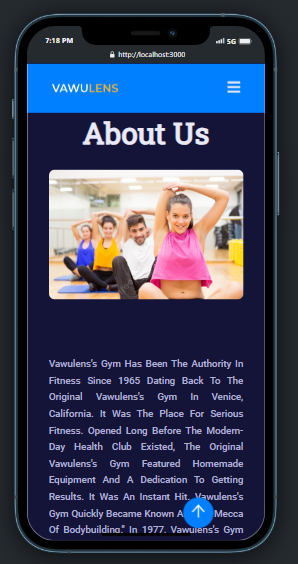 7:18 PM
5G
http://localhost:3000
VAWULENS
About Us
Vawulens's Gym Has Been The Authority In
Fitness Since 1965 Dating Back To The
Original Vawulens's Gym In Venice,
California. It Was The Place For Serious
Fitness. Opened Long Before The Modern-
Day Health Club Existed, The Original
Vawulens's Gym Featured Homemade
Equipment And A Dedication To Getting
Results. It Was An Instant Hit. Vawulens's
Gym Quickly Became Known A Mecca
Of Bodybuilding." In 1977. Vawulens's Gym